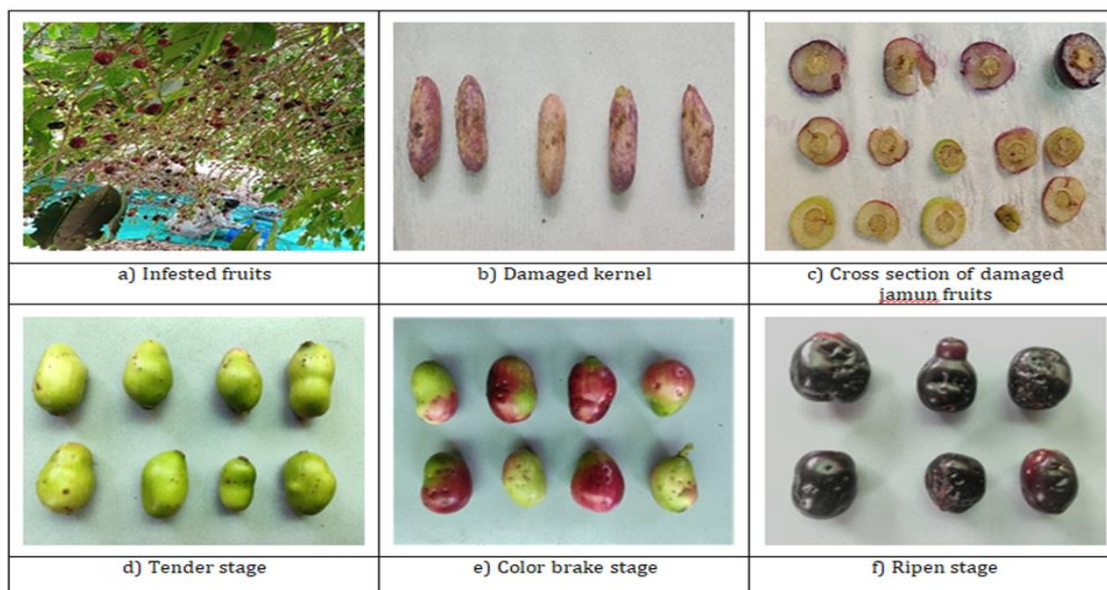 a) Infested fruits
b) Damaged kernel
c) Cross section of damaged
jamun fruits
d) Tender stage
e) Color brake stage
f) Ripen stage